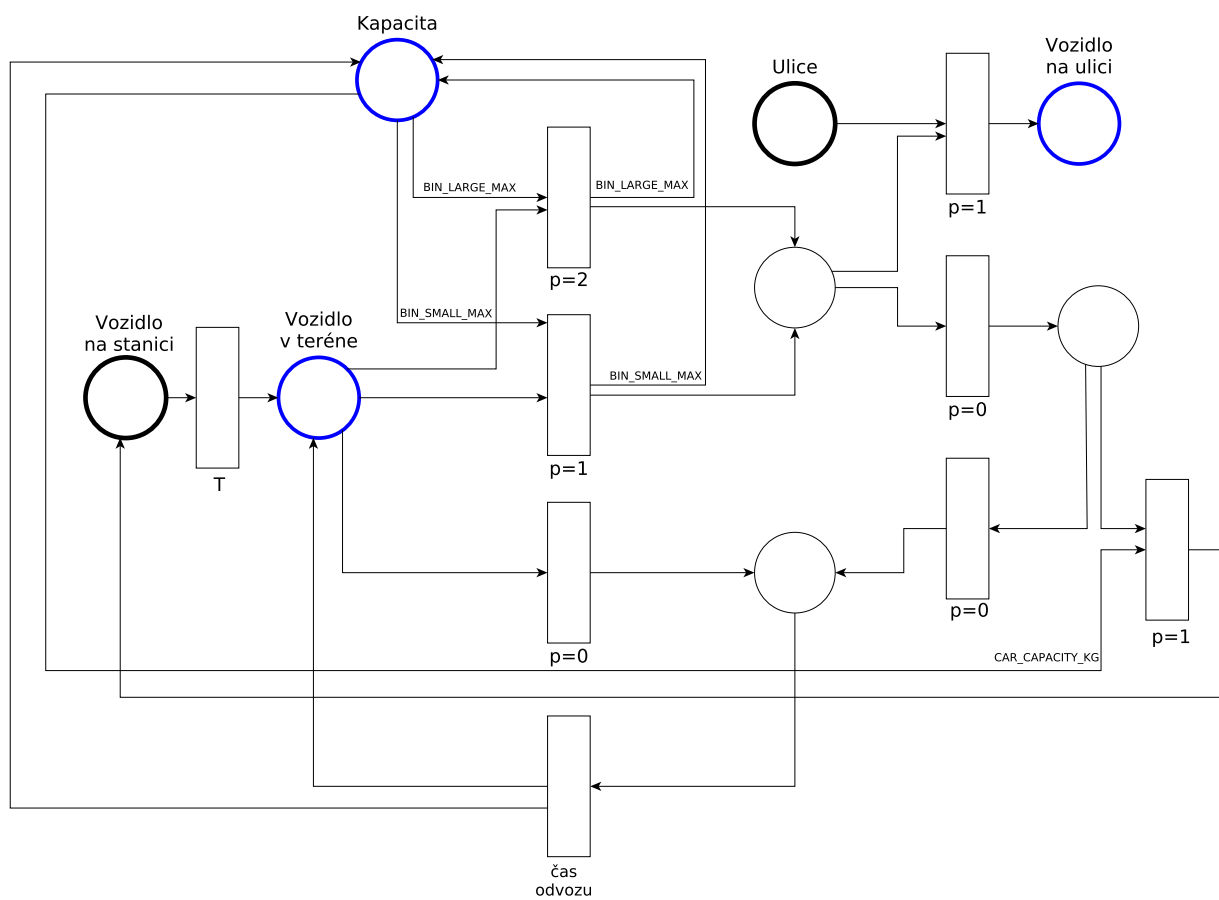 Kapacita
Ulice
Vozidlo
na ulici
p=1
BIN_LARGE_MAX
BIN_LARGE_MAX
p=2
p=0
Vozidlo
na stanici
Vozidlo
v teréne
BIN_SMALL_MAX
BIN_SMALL_MAX
T
p=1
p=0
p=0
p=1
CAR_CAPACITY_KG
čas
odvozu